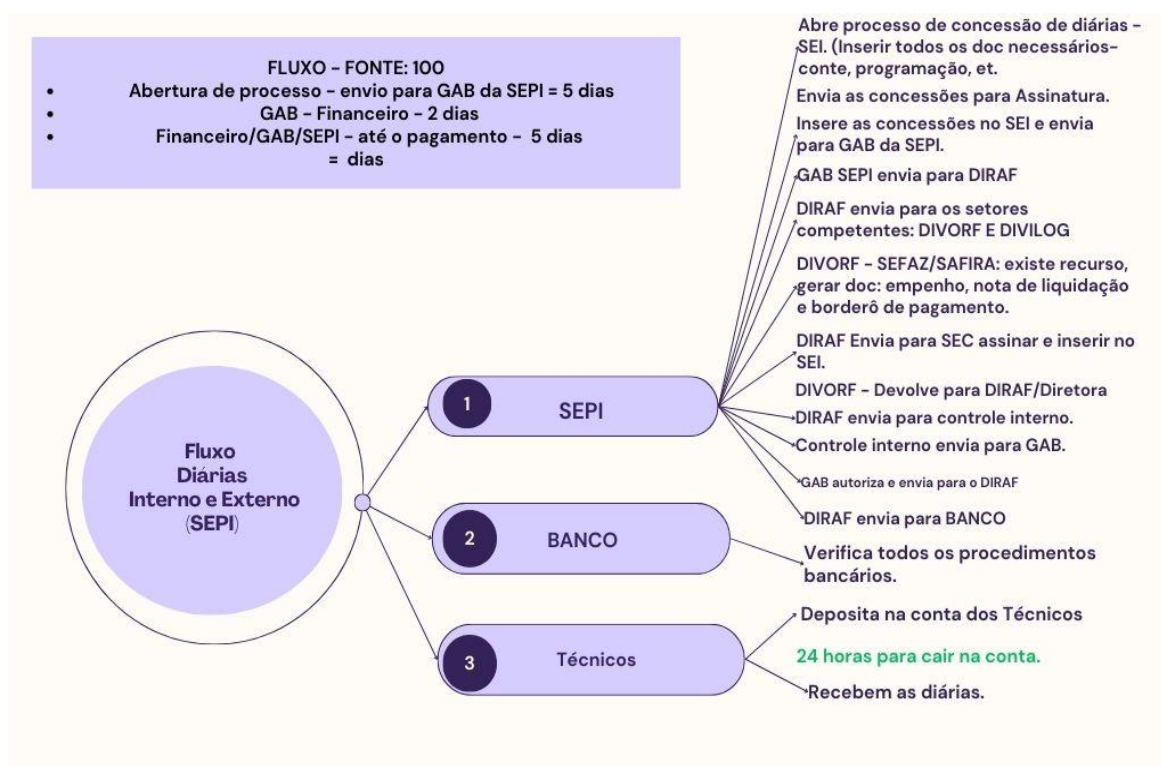 FLUXO - FONTE: 100
• Abertura de processo - envio para GAB da SEPI = 5 dias
• GAB - Financeiro - 2 dias
• Financeiro/GAB/SEPI - até o pagamento - 5 dias
= dias
Fluxo
Diárias
Interno e Externo
(SEPI)
1
SEPI
Abre processo de concessão de diárias -
SEI. (Inserir todos os doc necessários-
conte, programação, et.
Envia as concessões para Assinatura.
Insere as concessões no SEI e envia
para GAB da SEPI.
GAB SEPI envia para DIRAF
DIRAF envia para os setores
competentes: DIVORF E DIVILOG
DIVORF - SEFAZ/SAFIRA: existe recurso,
gerar doc: empenho, nota de liquidação
e borderô de pagamento.
DIRAF Envia para SEC assinar e inserir no
SEI.
DIVORF - Devolve para DIRAF/Diretora
DIRAF envia para controle interno.
Controle interno envia para GAB.
GAB autoriza e envia para o DIRAF
DIRAF envia para BANCO
2
BANCO
Verifica todos os procedimentos
bancários.
3
Técnicos
Deposita na conta dos Técnicos
24 horas para cair na conta.
Recebem as diárias.